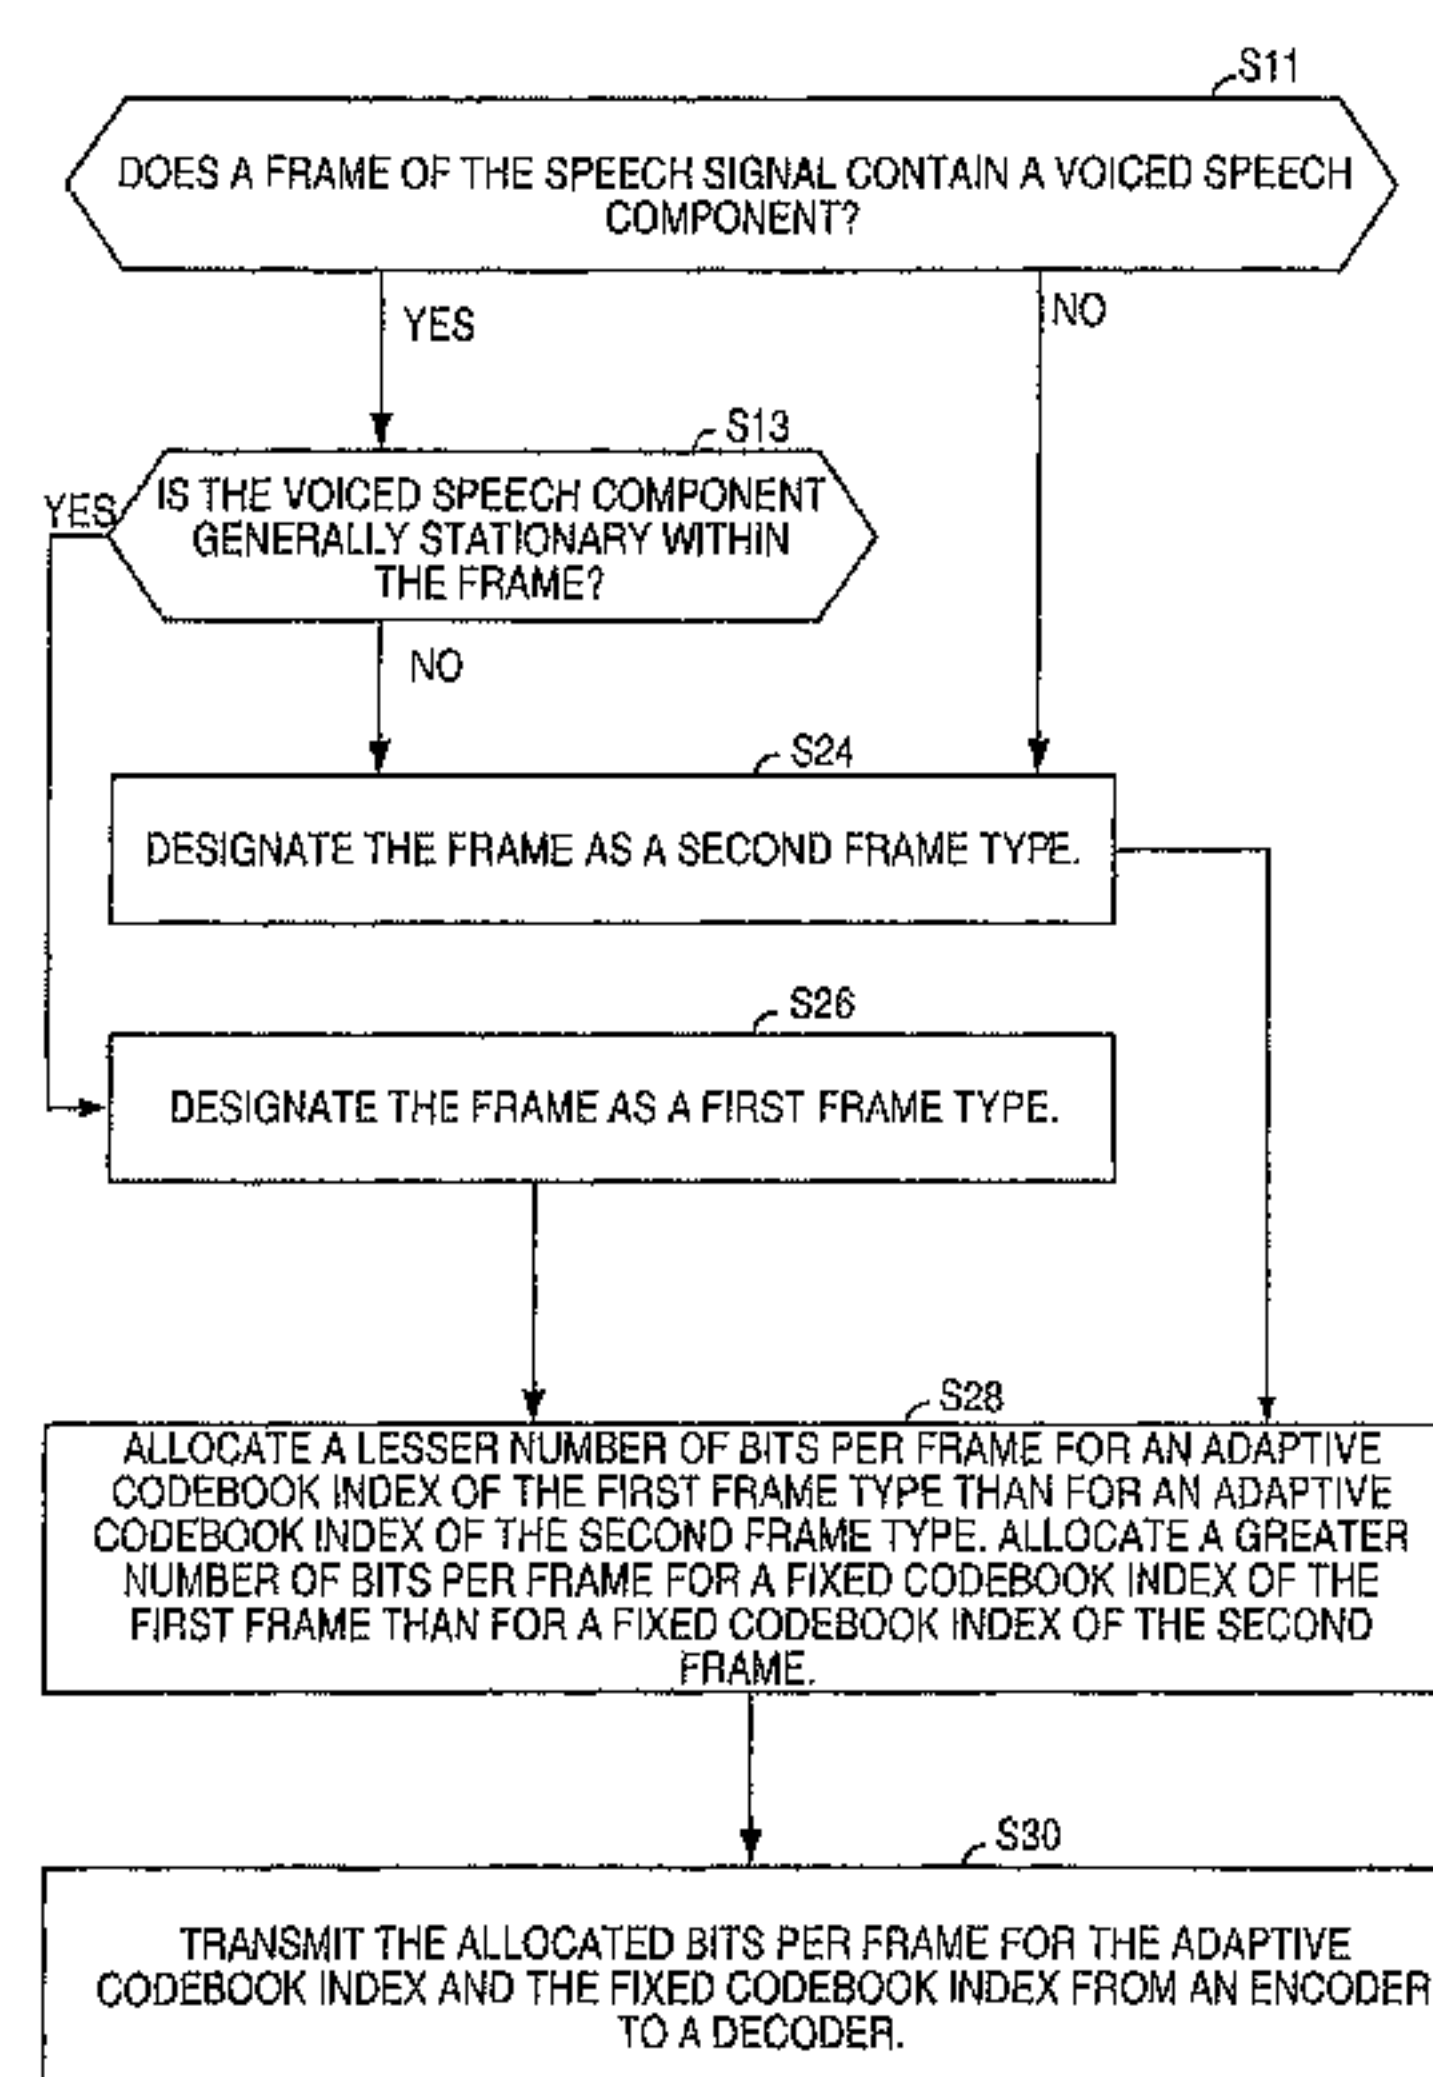 S11
DOES A FRAME OF THE SPEECH SIGNAL CONTAIN A VOICED SPEECH
COMPONENT?
YES
NO
S13
YES
IS THE VOICED SPEECH COMPONENT
GENERALLY STATIONARY WITHIN
THE FRAME?
NO
S24
DESIGNATE THE FRAME AS A SECOND FRAME TYPE.
S26
DESIGNATE THE FRAME AS A FIRST FRAME TYPE.
S28
ALLOCATE A LESSER NUMBER OF BITS PER FRAME FOR AN ADAPTIVE
CODEBOOK INDEX OF THE FIRST FRAME TYPE THAN FOR AN ADAPTIVE
CODEBOOK INDEX OF THE SECOND FRAME TYPE. ALLOCATE A GREATER
NUMBER OF BITS PER FRAME FOR A FIXED CODEBOOK INDEX OF THE
FIRST FRAME THAN FOR A FIXED CODEBOOK INDEX OF THE SECOND
FRAME.
S30
TRANSMIT THE ALLOCATED BITS PER FRAME FOR THE ADAPTIVE
CODEBOOK INDEX AND THE FIXED CODEBOOK INDEX FROM AN ENCODER
TO A DECODER.